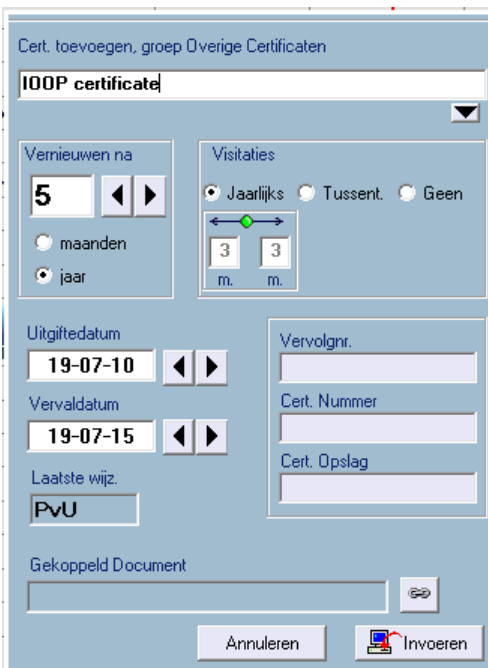 Cert. toevoegen, groep Overige Certificaten
IOOP certificate
Vernieuwen na
5
maanden
jaar
Visitaties
Jaarlijks Tussent. Geen
3 3
m. m.
Uitgiftedatum
19-07-10
Vervaldatum
19-07-15
Laatste wijz.
PvU
Vervolgnr.
Cert. Nummer
Cert. Opslag
Gekoppeld Document
Annuleren Invoeren